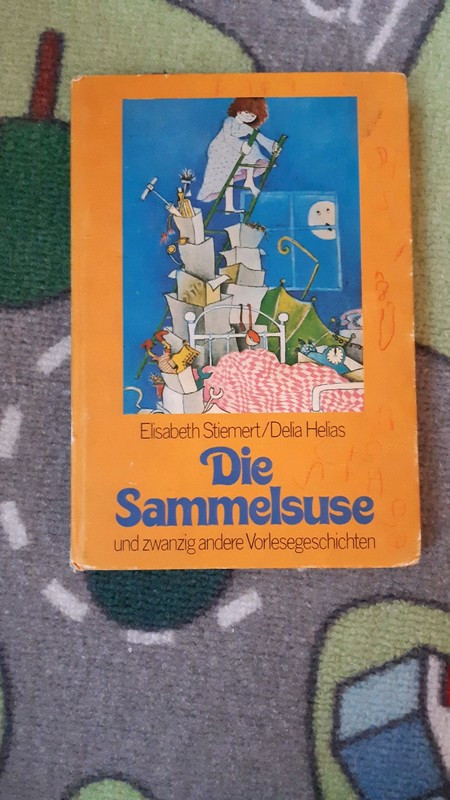 Elisabeth Stiemert/Delia Helias
Die
Sammelsuse
und zwanzig andere Vorlesegeschichten